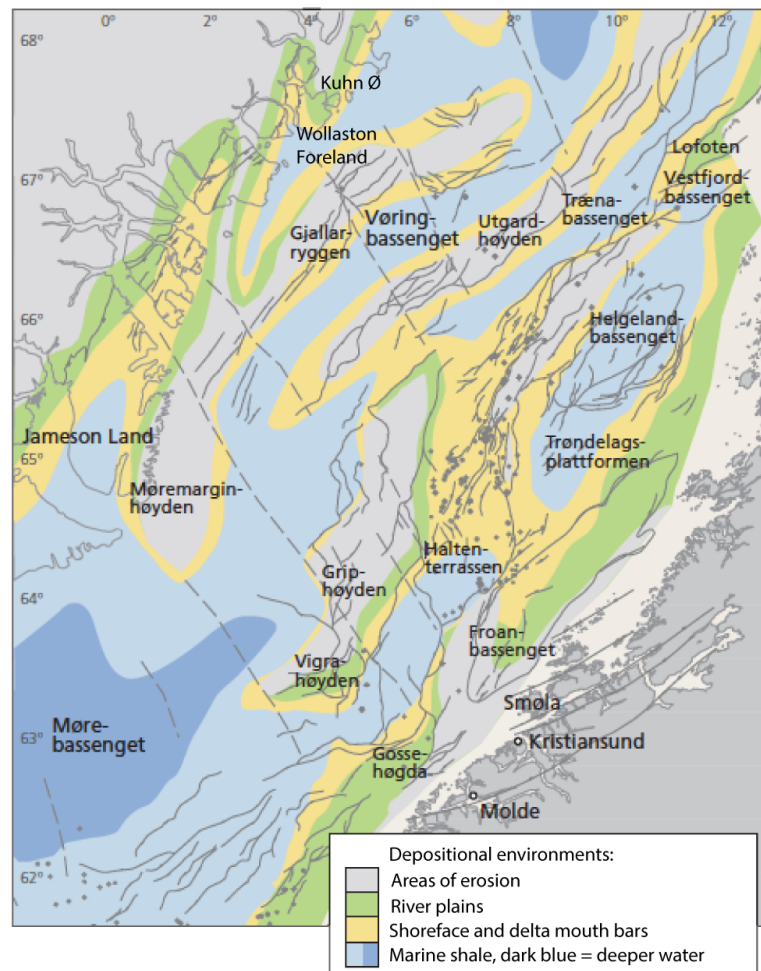 0° 2° 4° 6° 8° 10° 12°
68°
Kuhn Ø
Wollaston
Foreland
Lofoten
67°
Vestfjord-
bassenget
Træna-
bassenget
Vøring-
bassenget
Utgard-
høyden
Gjallar-
ryggen
66°
Helgeland-
bassenget
Jameson Land
65°
Trøndelags-
plattformen
Møremargin-
høyden
Halten-
terrassen
Grip-
høyden
64°
Froan-
bassenget
Vigra-
høyden
Smøla
63°
Møre-
bassenget
Kristiansund
Gosse-
høgda
Molde
62°
Depositional environments:
Areas of erosion
River plains
Shoreface and delta mouth bars
Marine shale, dark blue = deeper water